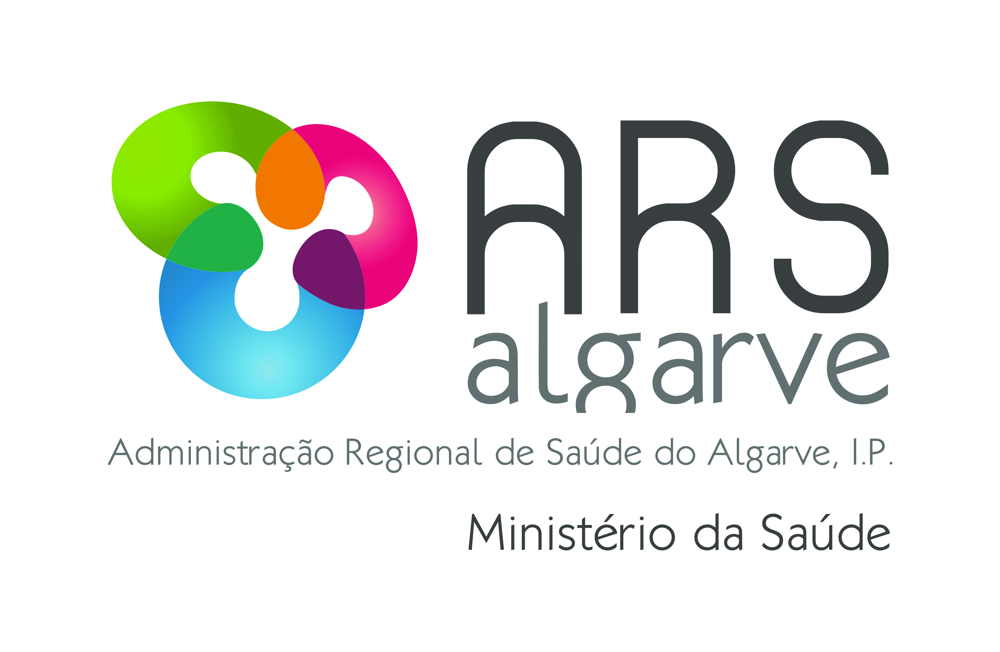 ARS
algarve
Administração Regional de Saúde do Algarve, I.P.
Ministério da Saúde